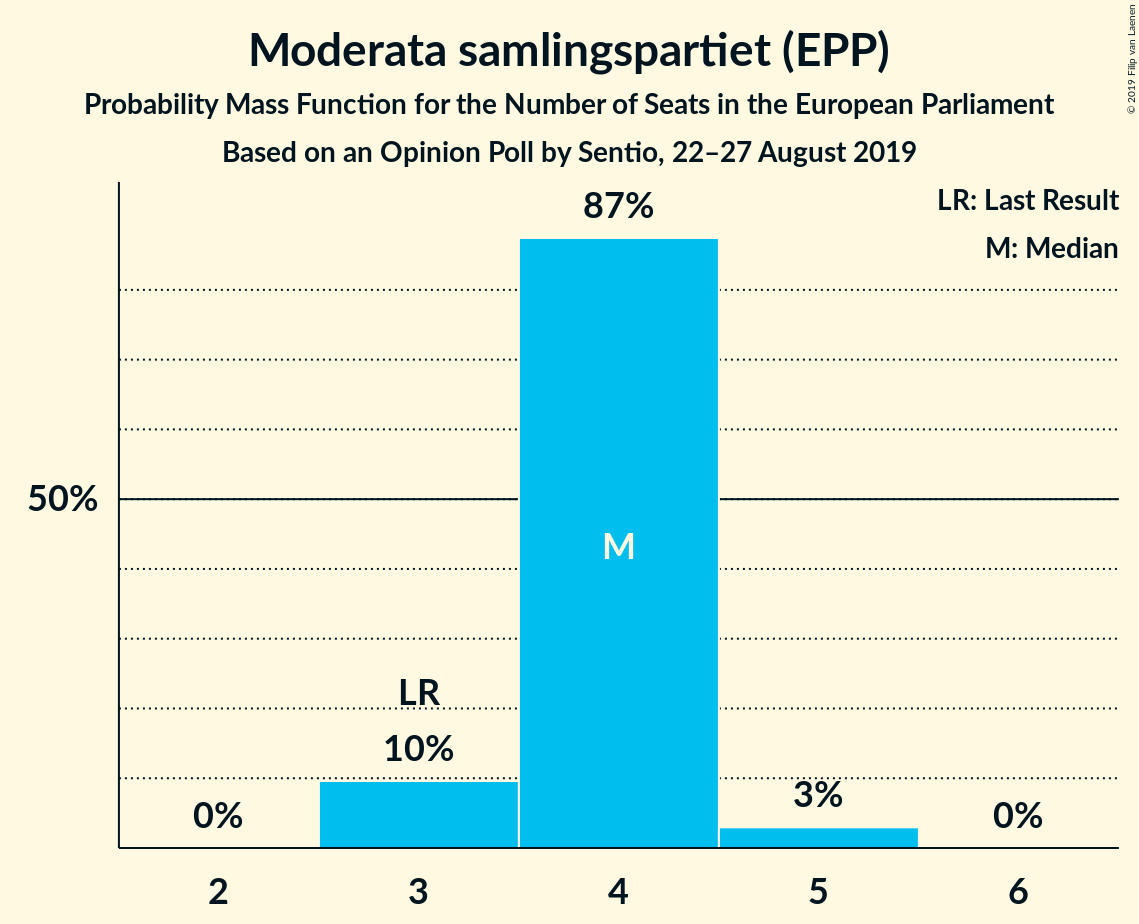 Moderata samlingspartiet (EPP)
Probability Mass Function for the Number of Seats in the European Parliament
Based on an Opinion Poll by Sentio, 22–27 August 2019
© 2019 Filip van Laenen
LR: Last Result
M: Median
87%
50%
M
LR
10%
3%
0%
0%
2 3 4 5 6